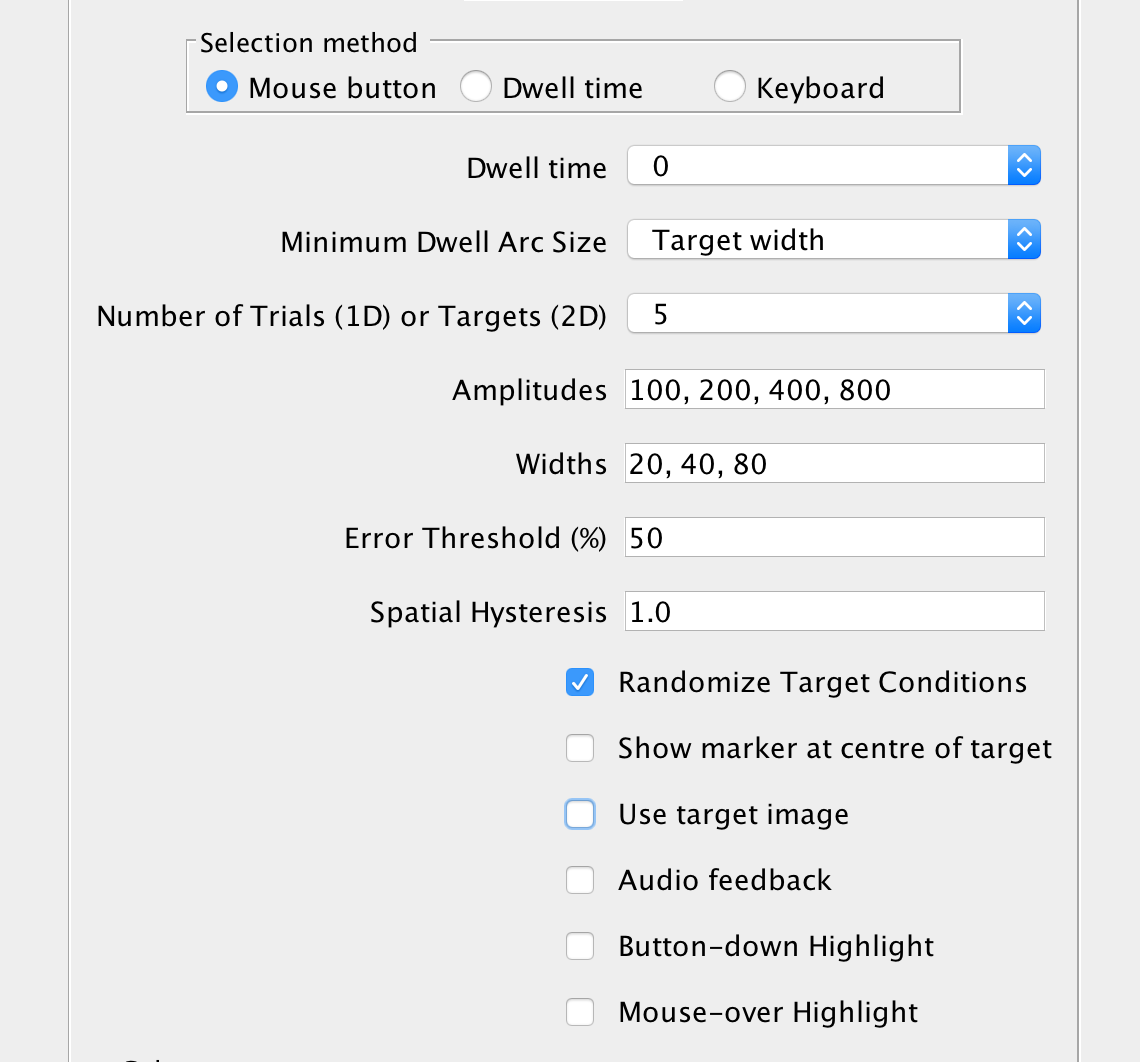 Selection method
Mouse button Dwell time Keyboard
Dwell time 0
Minimum Dwell Arc Size Target width
Number of Trials (1D) or Targets (2D) 5
Amplitudes 100, 200, 400, 800
Widths 20, 40, 80
Error Threshold (%) 50
Spatial Hysteresis 1.0
Randomize Target Conditions
Show marker at centre of target
Use target image
Audio feedback
Button-down Highlight
Mouse-over Highlight